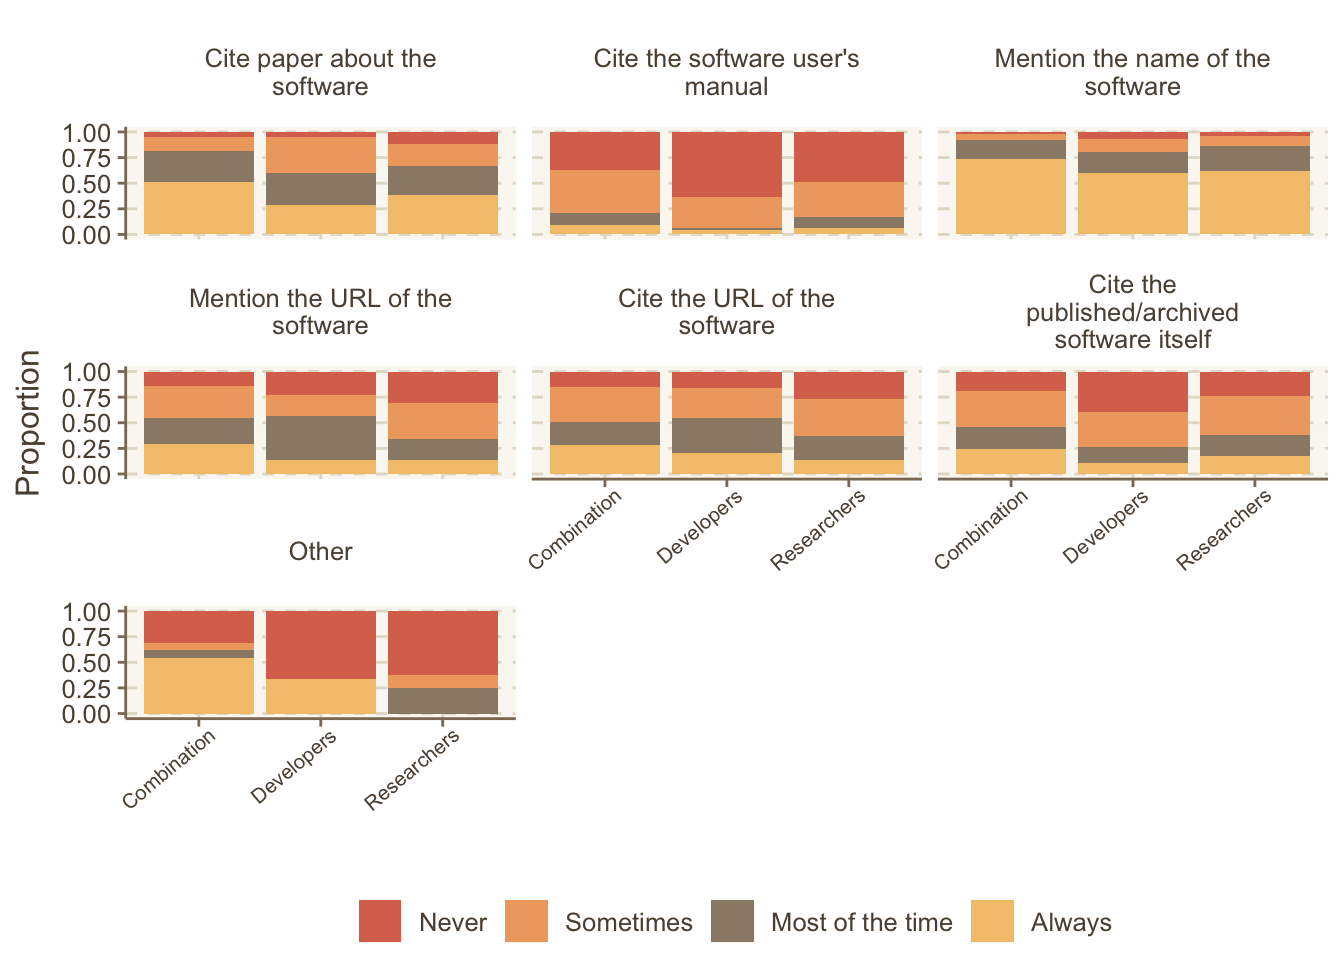 Cite paper about the
software
Cite the software user's
manual
Mention the name of the
software
1.00
0.75
0.50
0.25
0.00
Mention the URL of the
software
Cite the URL of the
software
Cite the
published/archived
software itself
Proportion
1.00
0.75
0.50
0.25
0.00
Combination
Developers
Researchers
Combination
Developers
Researchers
Other
1.00
0.75
0.50
0.25
0.00
Combination
Developers
Researchers
Never
Sometimes
Most of the time
Always